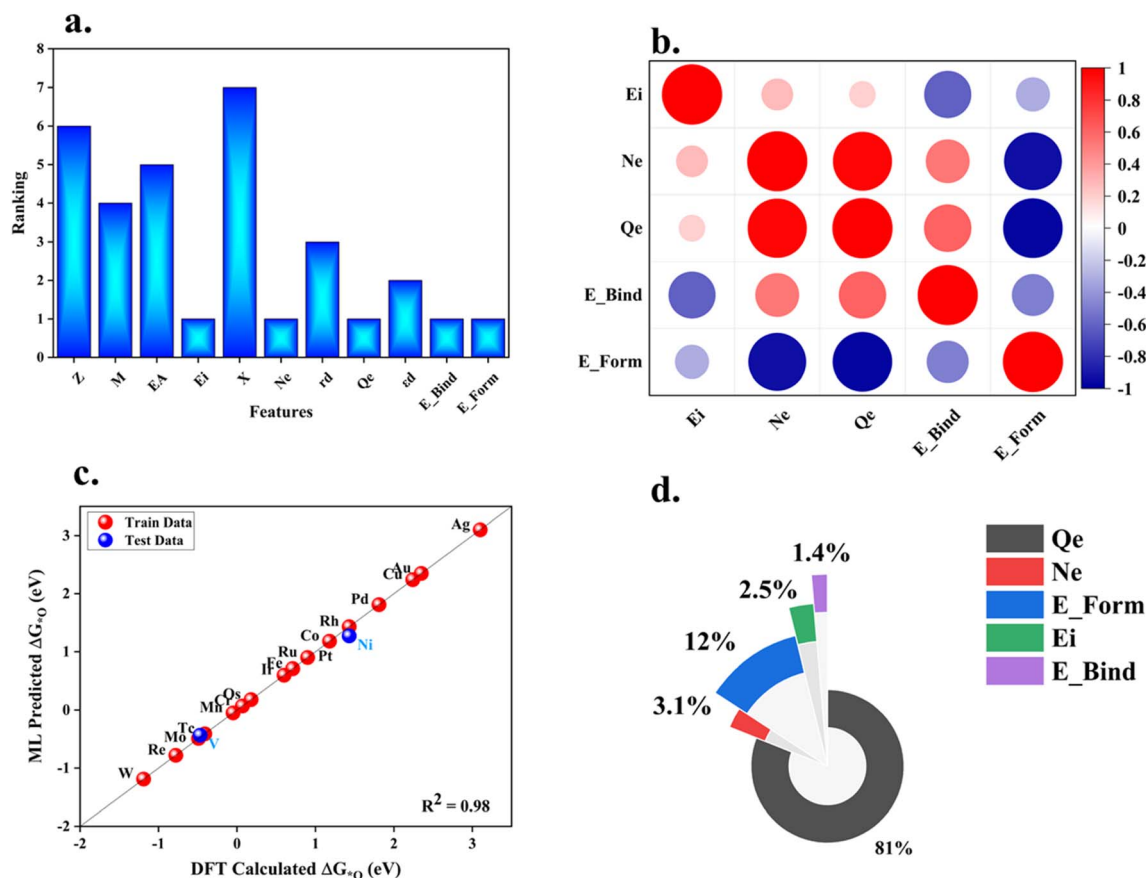 a.
8
7
6
5
4
3
2
1
0
Ranking
Z
M
EA
Ei
X
Ne
rd
Qe
εd
E_Bind
E_Form
Features
b.
Ei
Ne
Qe
E_Bind
E_Form
Ei
Ne
Qe
E_Bind
E_Form
1
0.8
0.6
0.4
0.2
0
-0.2
-0.4
-0.6
-0.8
-1
c.
Train Data
Test Data
3
2
1
0
-1
-2
ML Predicted ΔG*O (eV)
Ag
Au
Cu
Pd
Rh
Ni
Co
Pt
Ru
Fe
Ir
Os
Cr
Mn
Tc
Mo
V
Re
W
R² = 0.98
-2
-1
0
1
2
3
DFT Calculated ΔG*O (eV)
d.
1.4%
2.5%
12%
3.1%
81%
Qe
Ne
E_Form
Ei
E_Bind